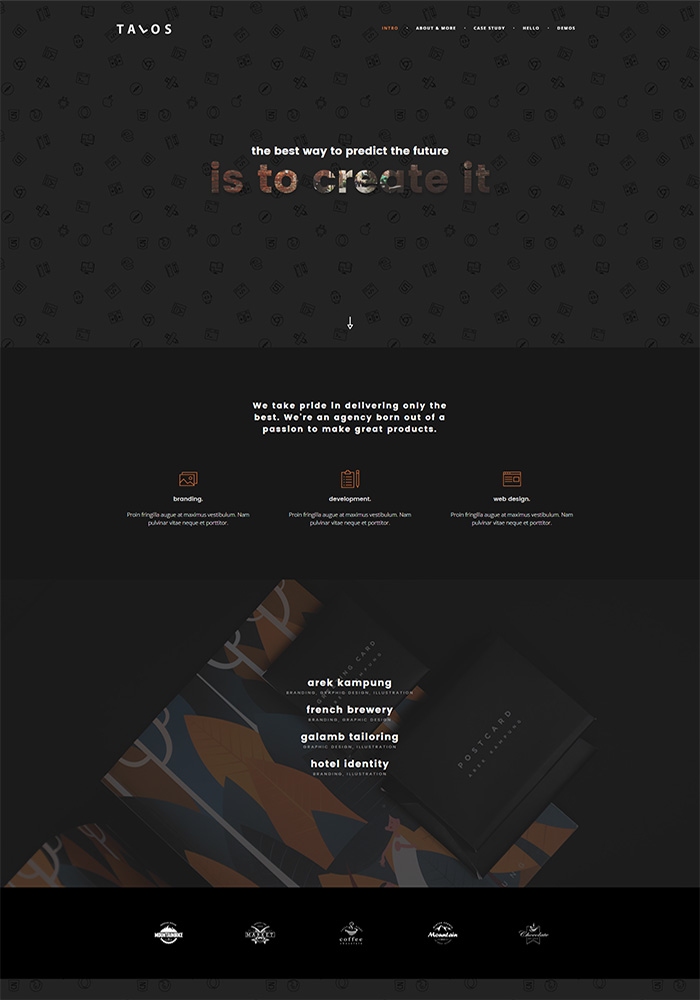 TALOS
INTRO
ABOUT & MORE
CASE STUDY
HELLO
DEMOS
the best way to predict the future
is to create it
We take pride in delivering only the
best. We're an agency born out of a
passion to make great products.
branding.
development.
web design.
Proin fringilla augue at maximus vestibulum. Nam
pulvinar vitae neque et porttitor.
Proin fringilla augue at maximus vestibulum. Nam
pulvinar vitae neque et porttitor.
Proin fringilla augue at maximus vestibulum. Nam
pulvinar vitae neque et porttitor.
arek kampung
BRANDING, GRAPHIC DESIGN, ILLUSTRATION
french brewery
BRANDING, GRAPHIC DESIGN
galamb tailoring
GRAPHIC DESIGN, ILLUSTRATION
hotel identity
BRANDING, ILLUSTRATION
POSTCARD
AREK KAMPUNG
MARKET
coffee
chocolate
Mountain
Chocolate